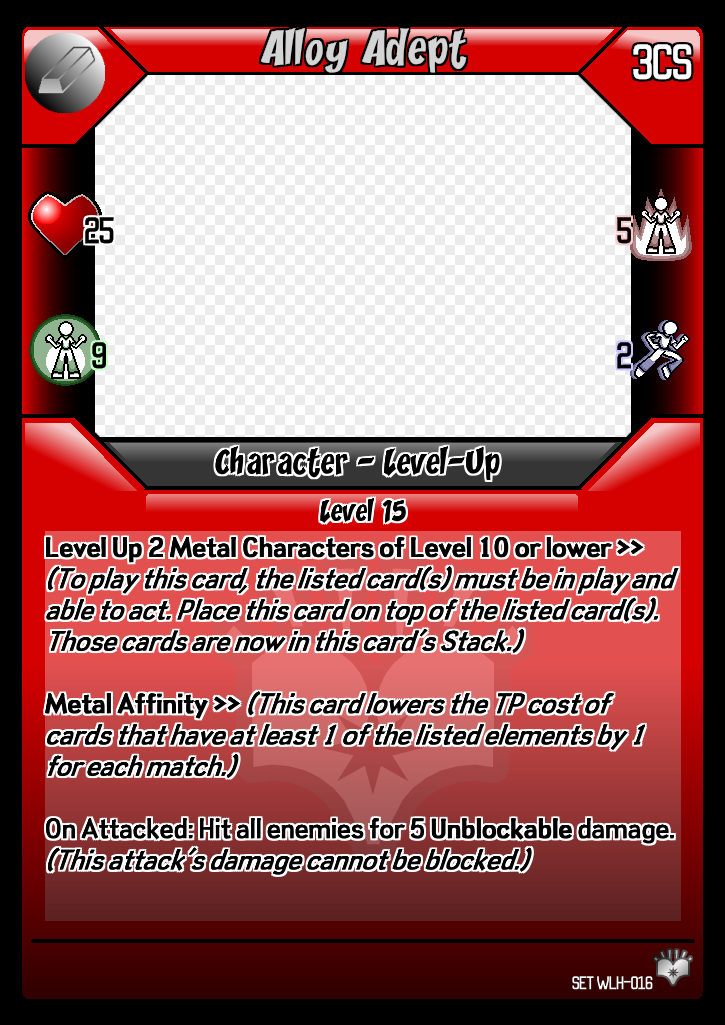 Alloy Adept
3CS
25
5
9
2
Character - Level-Up
Level 15
Level Up 2 Metal Characters of Level 10 or lower >>
(To play this card, the listed card(s) must be in play and
able to act. Place this card on top of the listed card(s).
Those cards are now in this card's Stack.)
Metal Affinity >> (This card lowers the TP cost of
cards that have at least 1 of the listed elements by 1
for each match.)
On Attacked: Hit all enemies for 5 Unblockable damage.
(This attack's damage cannot be blocked.)
SET WLH-016